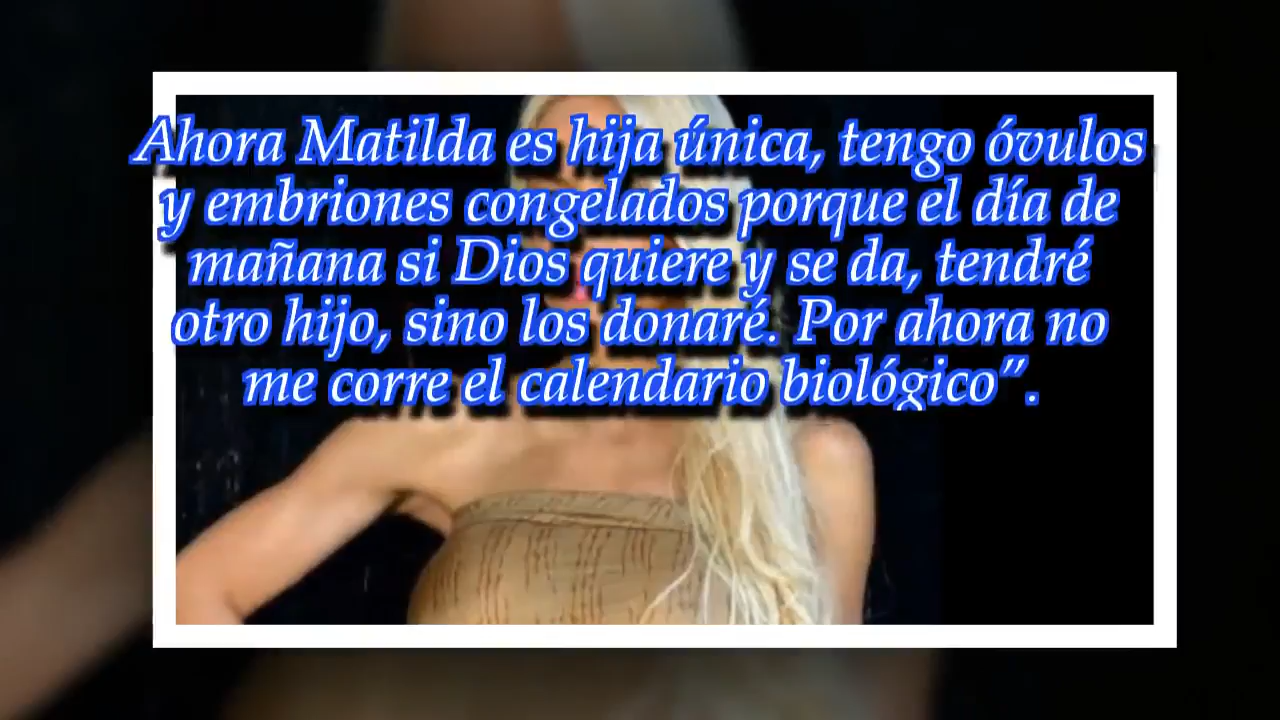 Ahora Matilda es hija única, tengo óvulos
y embriones congelados porque el día de
mañana si Dios quiere y se da, tendré
otro hijo, sino los donaré. Por ahora no
me corre el calendario biológico”.